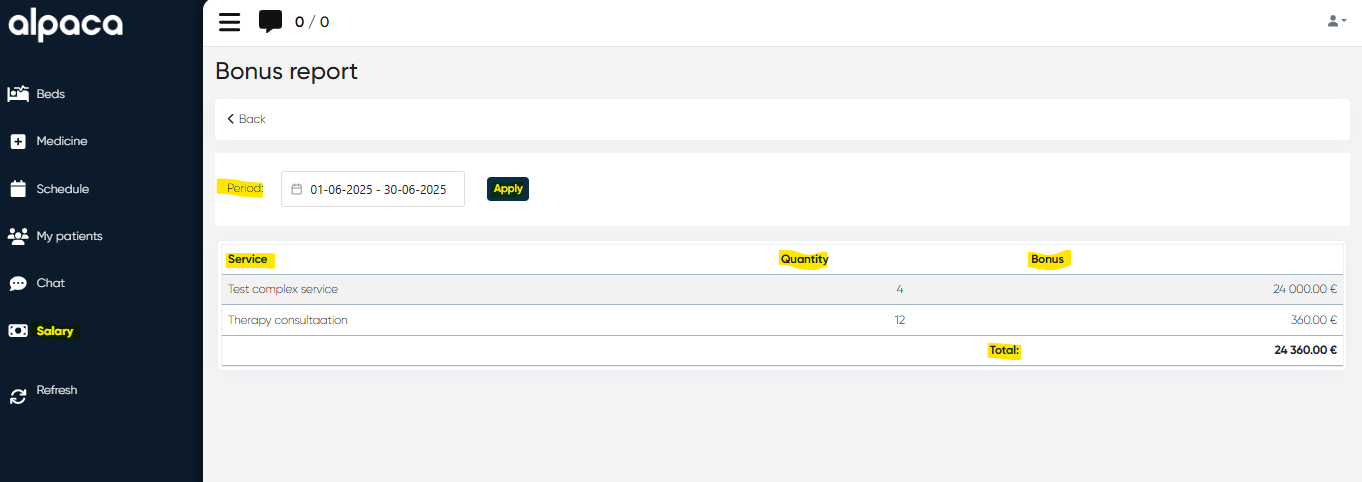 alpaca
0 / 0
Beds
Medicine
Schedule
My patients
Chat
Salary
Refresh
Bonus report
Back
Period: 01-06-2025 - 30-06-2025 Apply
Service Quantity Bonus
Test complex service 4 24 000.00 €
Therapy consultaation 12 360.00 €
Total: 24 360.00 €